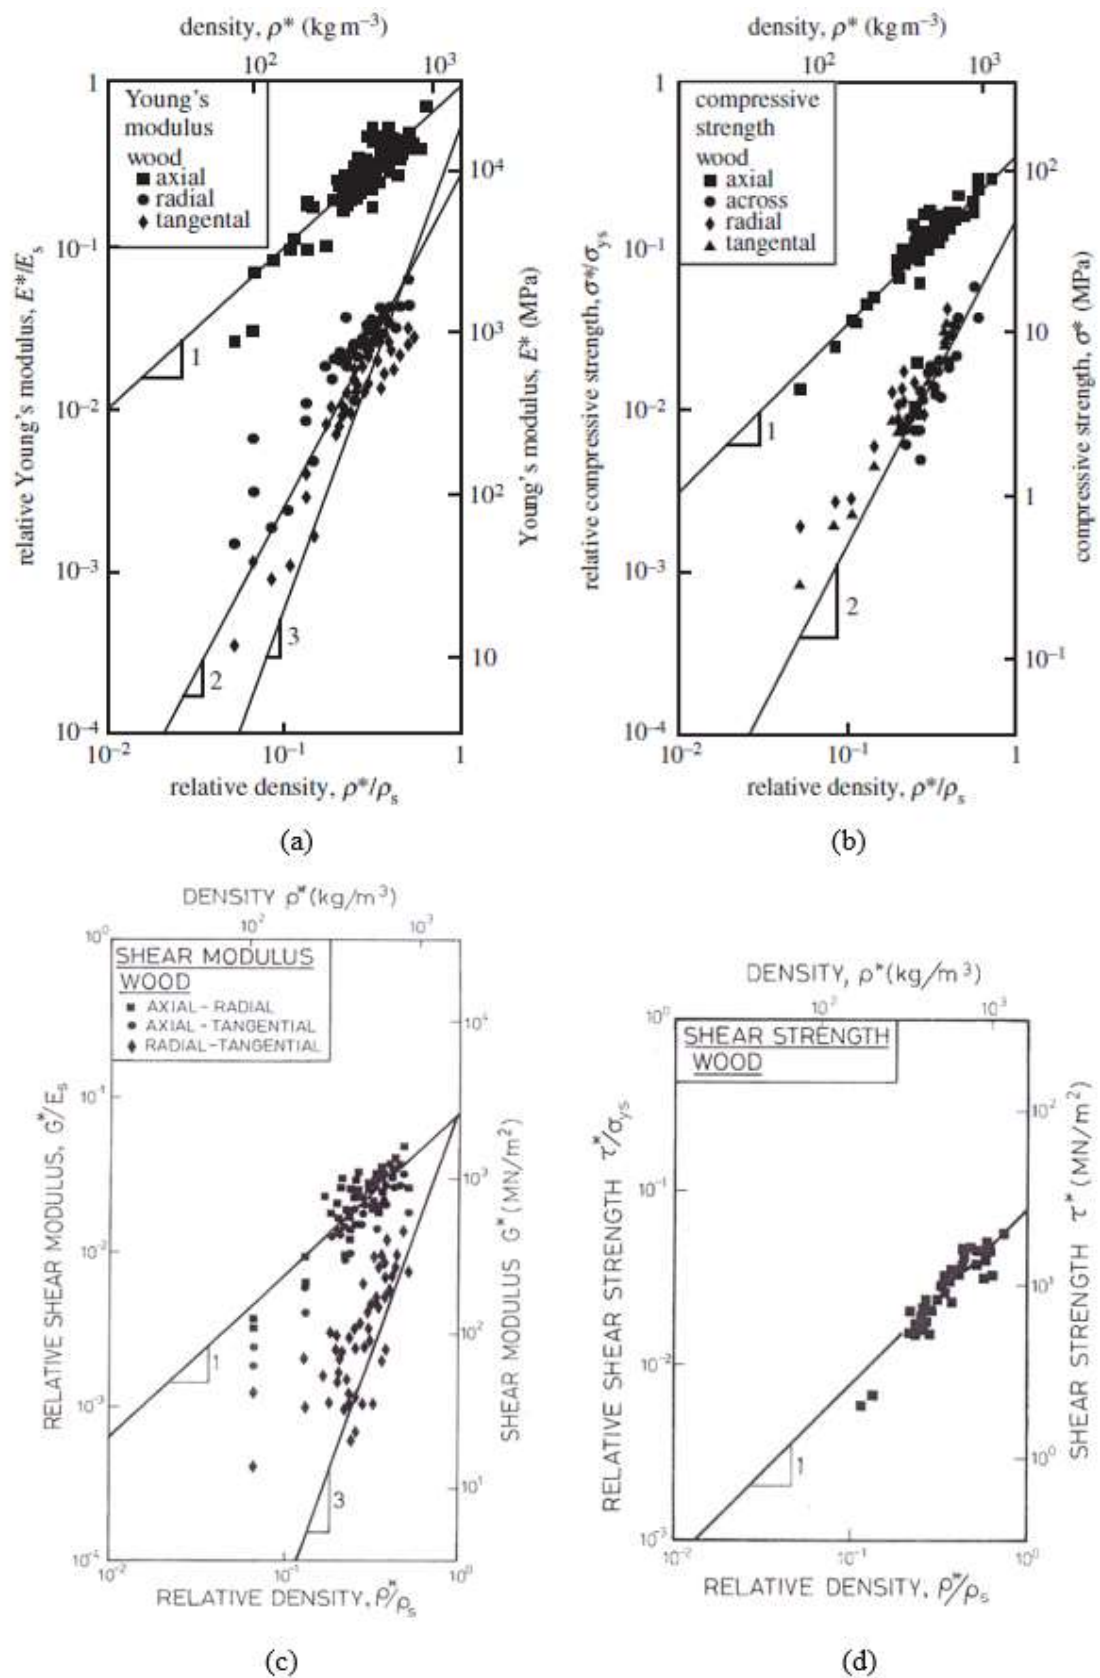 density, ρ* (kg m⁻³)
10² 10³
1
Young's
modulus
wood
■ axial
● radial
♦ tangental
10⁻¹
10⁻²
10⁻³
10⁻⁴
10⁴
10³
10²
10
1
2
3
relative Young's modulus, E*/Eₛ
Young's modulus, E* (MPa)
10⁻² 10⁻¹ 1
relative density, ρ*/ρₛ
(a)
density, ρ* (kg m⁻³)
10² 10³
1
compressive
strength
wood
■ axial
● across
♦ radial
▲ tangental
10⁻¹
10⁻²
10⁻³
10⁻⁴
10²
10
1
10⁻¹
1
2
relative compressive strength, σ*/σ_ys
compressive strength, σ* (MPa)
10⁻² 10⁻¹ 1
relative density, ρ*/ρₛ
(b)
DENSITY ρ* (kg/m³)
10² 10³
10⁰
SHEAR MODULUS
WOOD
■ AXIAL – RADIAL
● AXIAL – TANGENTIAL
♦ RADIAL – TANGENTIAL
10⁻¹
10⁻²
10⁻³
10⁻⁴
10⁴
10³
10²
10¹
1
3
RELATIVE SHEAR MODULUS, G*/Eₛ
SHEAR MODULUS G* (MN/m²)
10⁻² 10⁻¹ 10⁰
RELATIVE DENSITY, ρ*/ρₛ
(c)
DENSITY, ρ* (kg/m³)
10² 10³
10⁰
SHEAR STRENGTH
WOOD
10⁻¹
10⁻²
10⁻³
10²
10¹
10⁰
1
RELATIVE SHEAR STRENGTH τ*/σ_ys
SHEAR STRENGTH τ* (MN/m²)
10⁻² 10⁻¹ 10⁰
RELATIVE DENSITY, ρ*/ρₛ
(d)